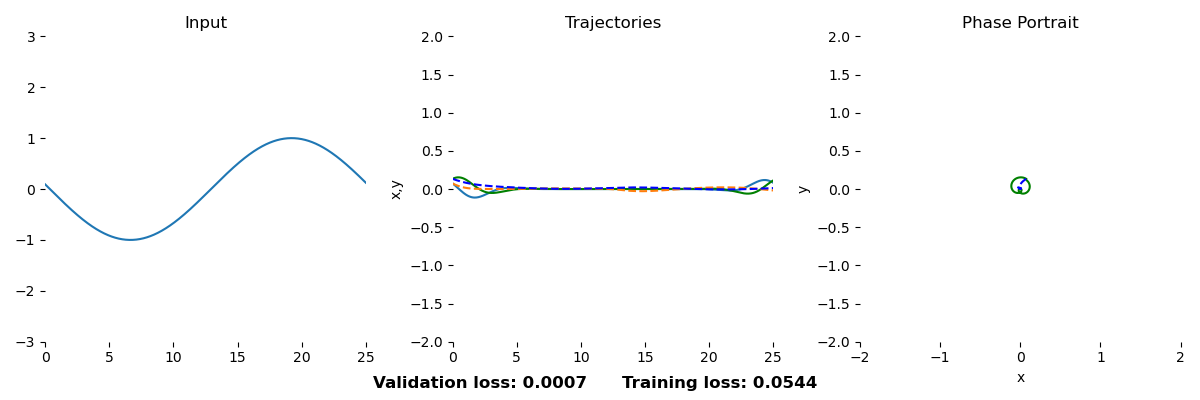 Input
3
2
1
0
−1
−2
−3
0 5 10 15 20 25
Trajectories
x,y
2.0
1.5
1.0
0.5
0.0
−0.5
−1.0
−1.5
−2.0
0 5 10 15 20 25
Phase Portrait
y
2.0
1.5
1.0
0.5
0.0
−0.5
−1.0
−1.5
−2.0
−2 −1 0 1 2
x
Validation loss: 0.0007 Training loss: 0.0544